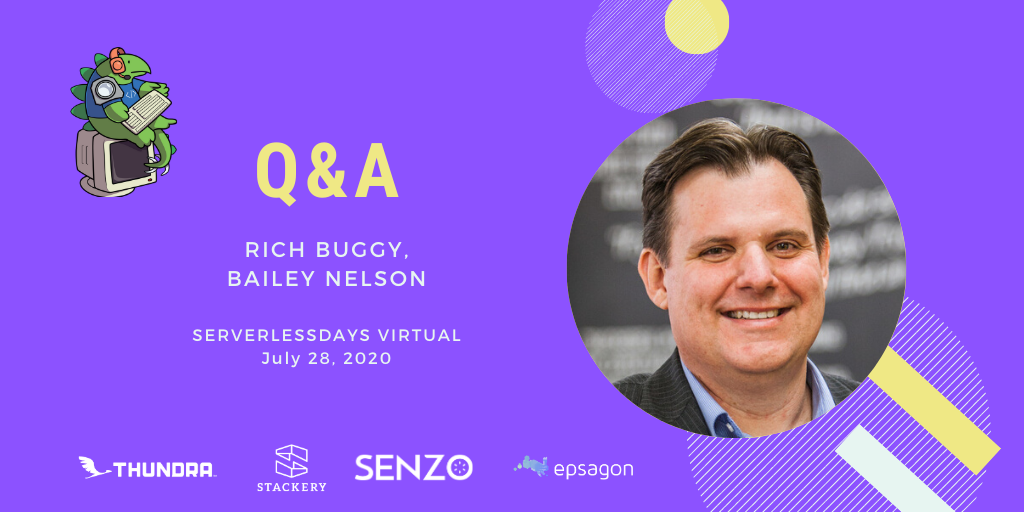 Q&A
RICH BUGGY,
BAILEY NELSON
SERVERLESSDAYS VIRTUAL
July 28, 2020
THUNDRA
STACKERY
SENZO
epsagon